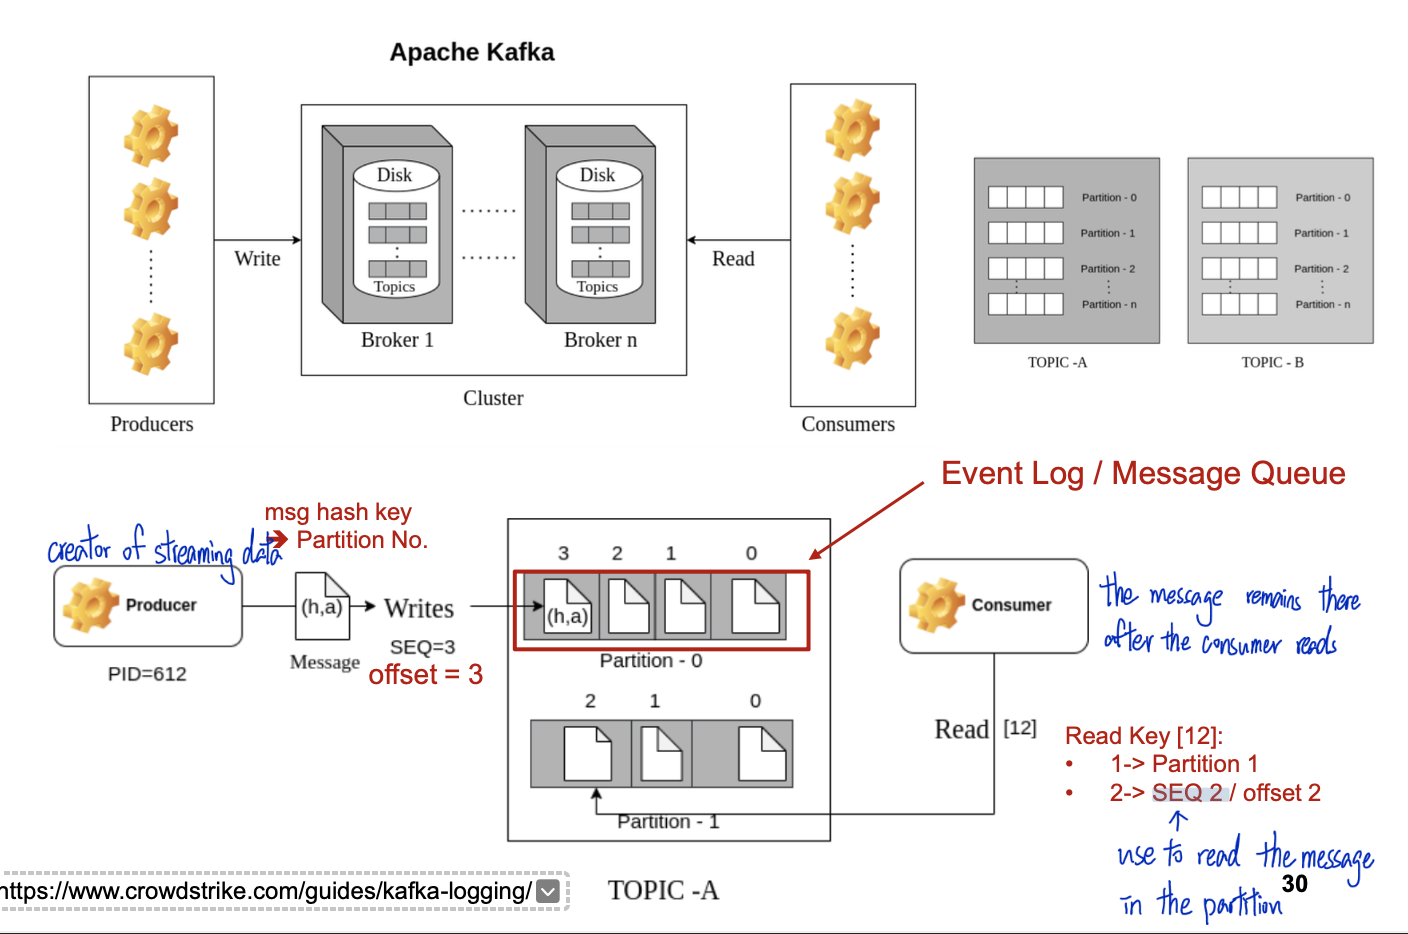 Apache Kafka
Disk
Topics
Broker 1
Disk
Topics
Broker n
Write
Read
Cluster
Producers
Consumers
Partition - 0
Partition - 1
Partition - 2
Partition - n
TOPIC -A
Partition - 0
Partition - 1
Partition - 2
Partition - n
TOPIC - B
Event Log / Message Queue
msg hash key
➔ Partition No.
creator of streaming data
Producer
PID=612
(h,a)
Message
Writes
SEQ=3
offset = 3
3 2 1 0
(h,a)
Partition - 0
2 1 0
Partition - 1
TOPIC -A
Consumer
the message remains there
after the consumer reads
Read [12]
Read Key [12]:
• 1-> Partition 1
• 2-> SEQ 2 / offset 2
use to read the message
in the partition
30
https://www.crowdstrike.com/guides/kafka-logging/